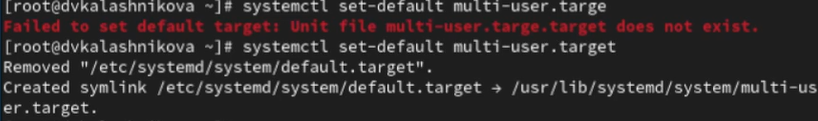 [root@dvkalashnikova ~]# systemctl set-default multi-user.targe
Failed to set default target: Unit file multi-user.targe.target does not exist.
[root@dvkalashnikova ~]# systemctl set-default multi-user.target
Removed "/etc/systemd/system/default.target".
Created symlink /etc/systemd/system/default.target → /usr/lib/systemd/system/multi-us
er.target.